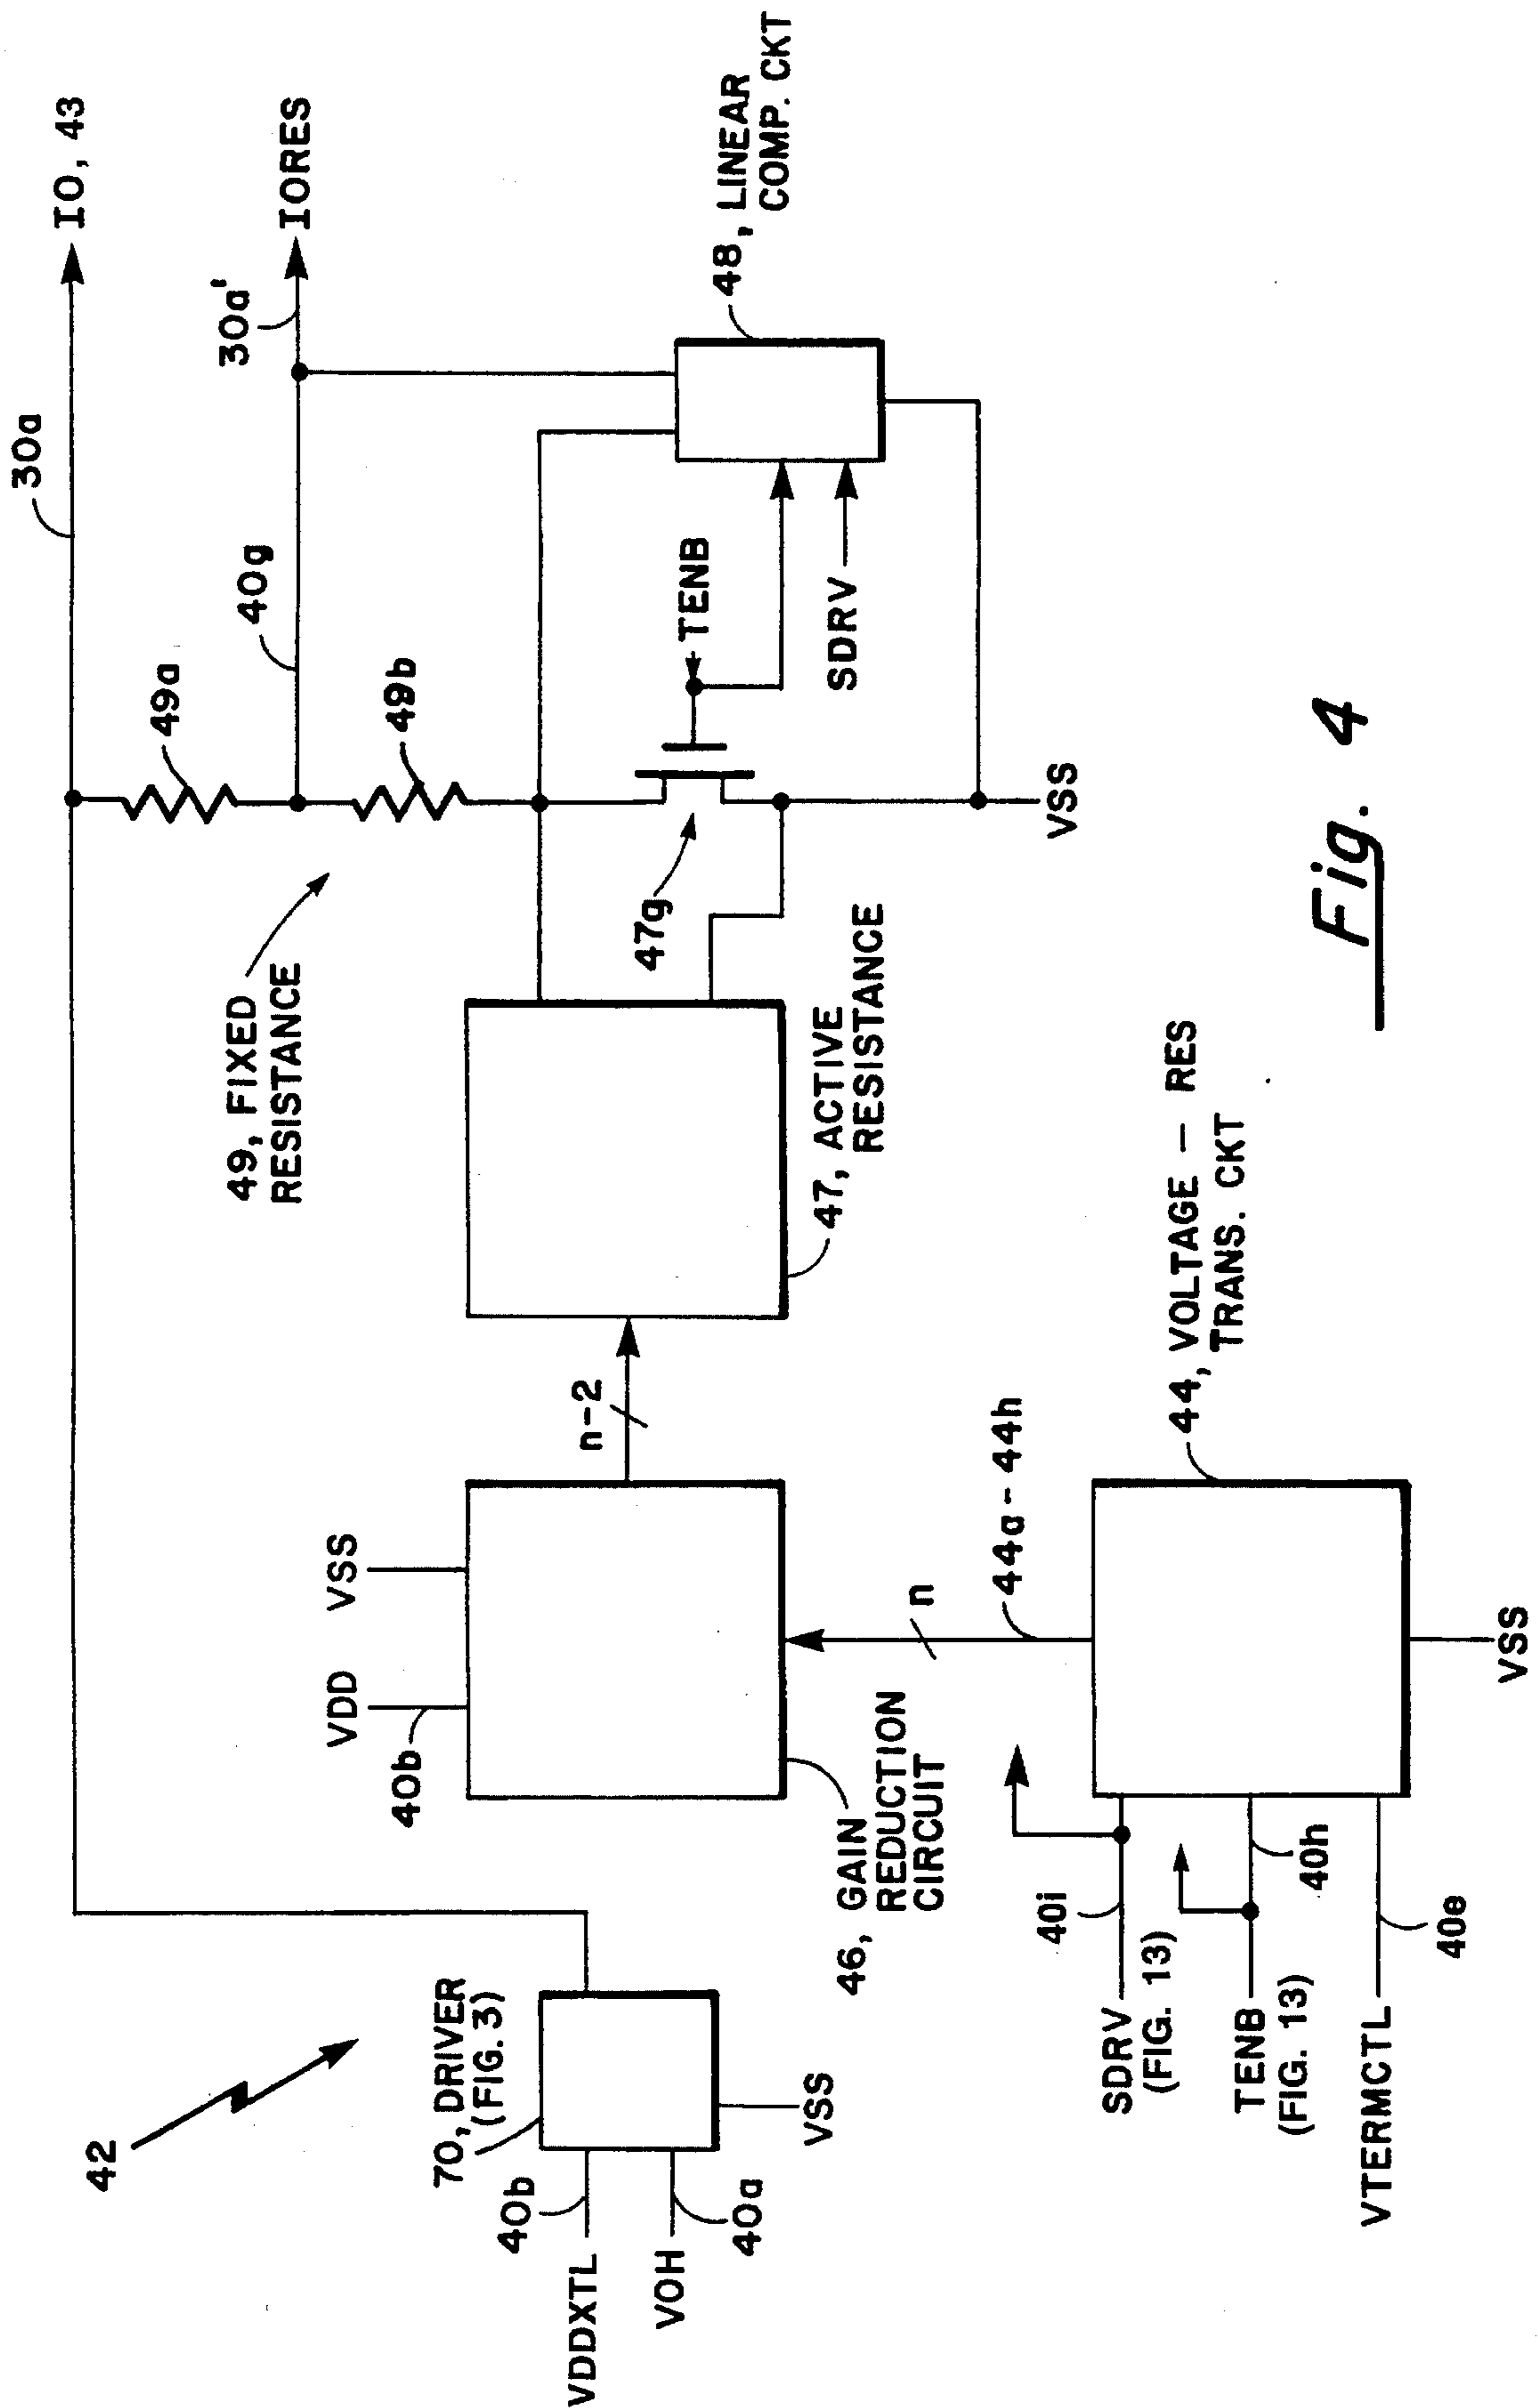 42
30a
IO, 43
30a'
IORES
49a
40g
49b
49, FIXED
RESISTANCE
70, DRIVER
(FIG. 3)
40b
VDDXTL
VOH
40a
VSS
VDD
VSS
40b
46, GAIN
REDUCTION
CIRCUIT
n-2
47, ACTIVE
RESISTANCE
47g
TENB
SDRV
48, LINEAR
COMP. CKT
VSS
n
44a-44h
44, VOLTAGE – RES
TRANS. CKT
SDRV
(FIG. 13)
40i
TENB
(FIG. 13)
40h
VTERMCTL
40e
VSS
Fig. 4